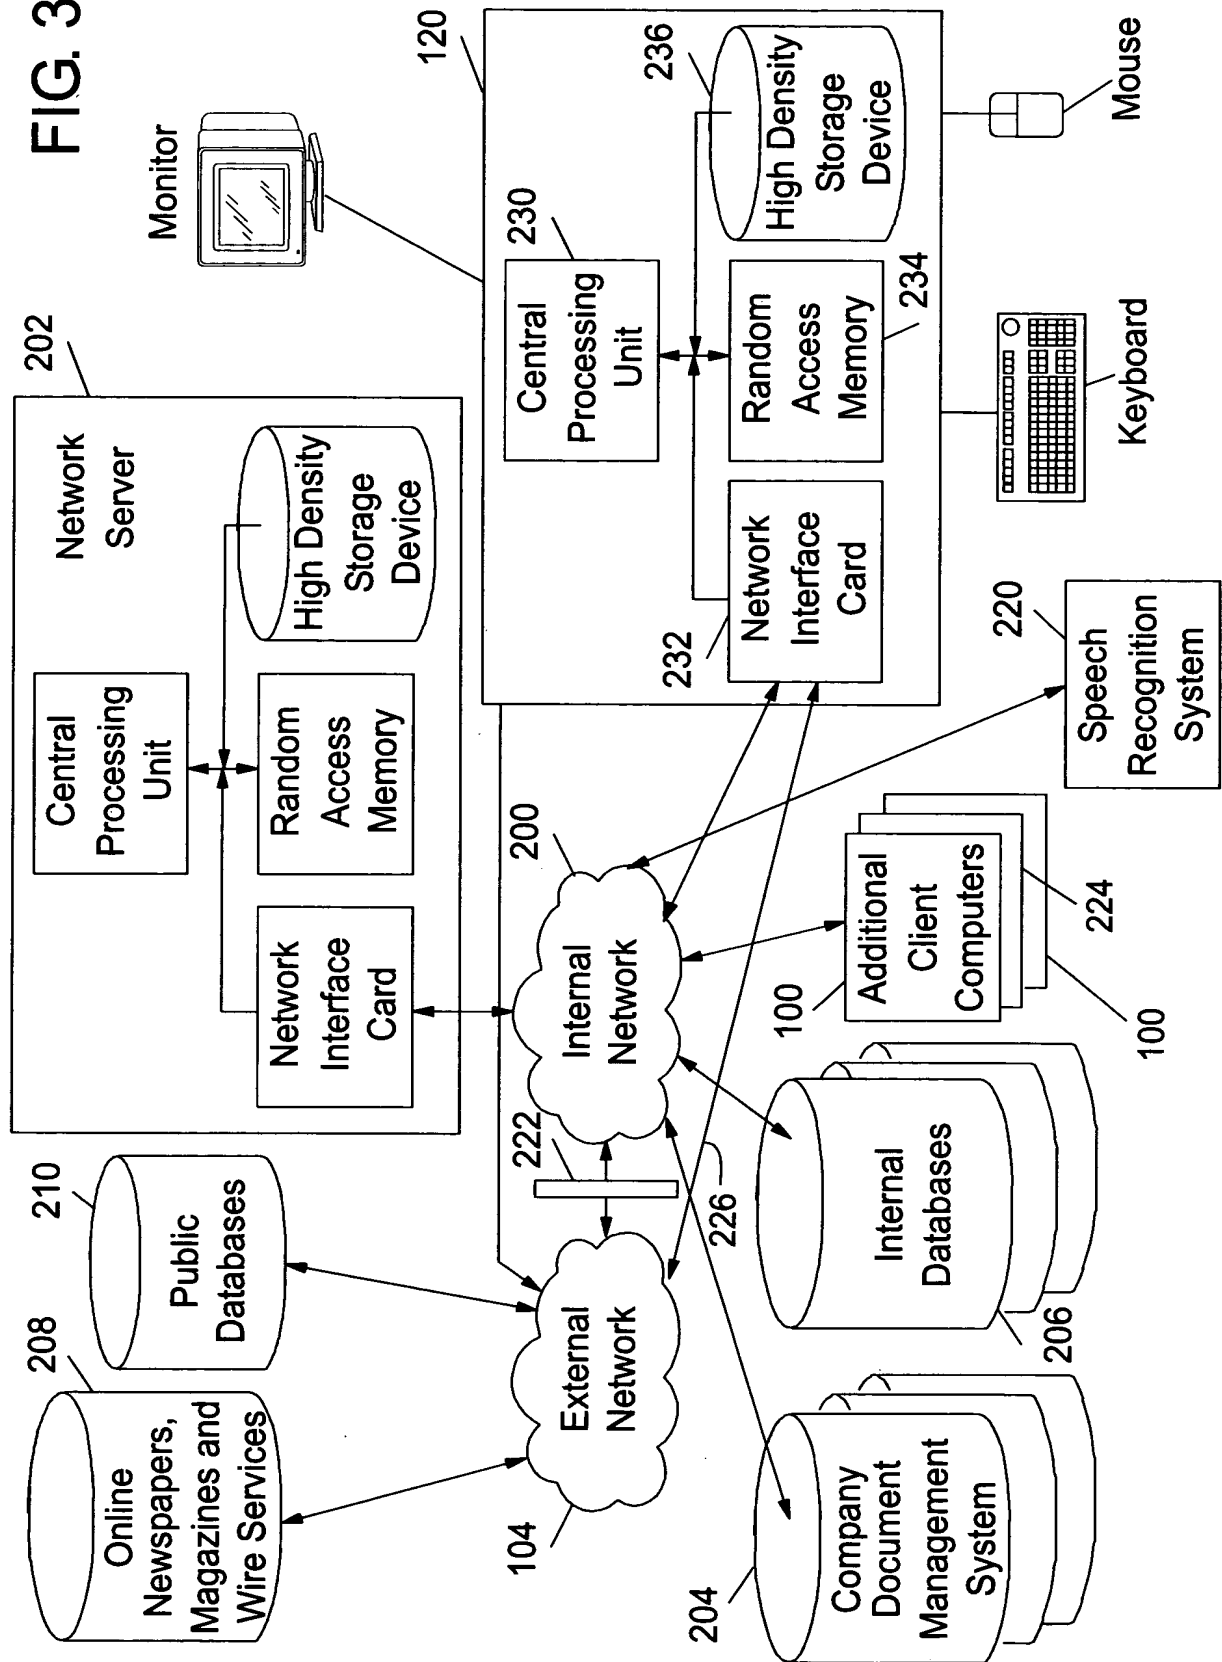 FIG. 3
208
Online
Newspapers,
Magazines and
Wire Services
210
Public
Databases
202
Network
Server
Central
Processing
Unit
Network
Interface
Card
Random
Access
Memory
High Density
Storage
Device
Monitor
104
External
Network
222
Internal
Network
200
226
120
Central
Processing
Unit
230
232
Network
Interface
Card
Random
Access
Memory
234
236
High Density
Storage
Device
204
Company
Document
Management
System
Internal
Databases
206
100
Additional
Client
Computers
224
100
220
Speech
Recognition
System
Keyboard
Mouse